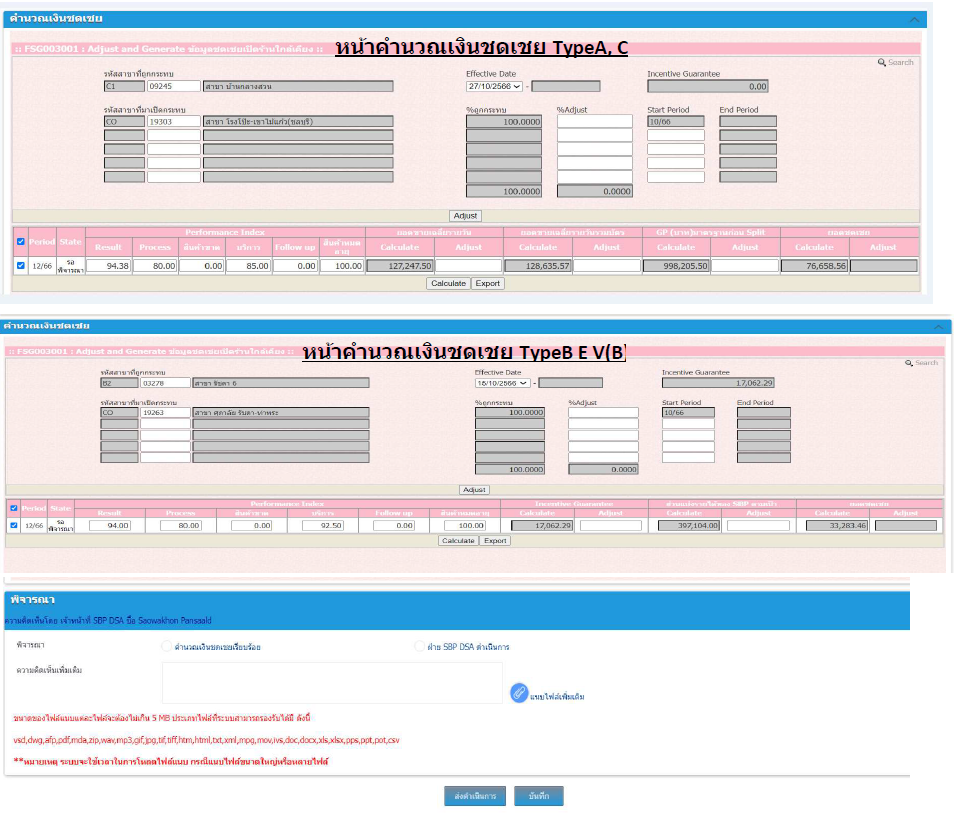 คำนวณเงินชดเชย
:: FSG003001 : Adjust and Generate ข้อมูลชดเชยเปิดร้านใกล้เคียง ::
หน้าคำนวณเงินชดเชย TypeA, C
Search
รหัสสาขาที่ถูกกระทบ Effective Date Incentive Guarantee
C1 09245 สาขา บ้านกลางสวน 27/10/2566 - 0.00
รหัสสาขาที่มาเปิดกระทบ %ถูกกระทบ %Adjust Start Period End Period
CO 19303 สาขา โรงโป๊ะ-เขาไม้แก้ว(ชลบุรี) 100.0000 10/66
100.0000 0.0000
Adjust
Period State Performance Index ยอดขายเฉลี่ยรายวัน GP (บาท)มาตรฐานก่อน Split ยอดชดเชย
Result Process สินค้าขาด บริการ Follow up สินค้าหมดอายุ Calculate Adjust Calculate Adjust Calculate Adjust Calculate Adjust
12/66 รอพิจารณา 94.38 80.00 0.00 85.00 0.00 100.00 127,247.50 128,635.57 998,205.50 76,658.56
Calculate Export
คำนวณเงินชดเชย
:: FSG003001 : Adjust and Generate ข้อมูลชดเชยเปิดร้านใกล้เคียง ::
หน้าคำนวณเงินชดเชย TypeB E V(B)
Search
รหัสสาขาที่ถูกกระทบ Effective Date Incentive Guarantee
B2 03278 สาขา รัชดา 6 18/10/2566 - 17,062.29
รหัสสาขาที่มาเปิดกระทบ %ถูกกระทบ %Adjust Start Period End Period
CO 19263 สาขา ศุภาลัย รัชดา-ท่าพระ 100.0000 10/66
100.0000 0.0000
Adjust
Period State Performance Index Incentive Guarantee ยอดชดเชย
Result Process สินค้าขาด บริการ Follow up สินค้าหมดอายุ Calculate Adjust Calculate Adjust Calculate Adjust
12/66 รอพิจารณา 94.00 80.00 0.00 92.50 0.00 100.00 17,062.29 397,104.00 33,283.46
Calculate Export
พิจารณา
ความคิดเห็นโดย เจ้าหน้าที่ SBP DSA ชื่อ Saowakhon Pansaald
พิจารณา คำนวณเงินชดเชยเรียบร้อย ฝ่าย SBP DSA ดำเนินการ
ความคิดเห็นเพิ่มเติม
แนบไฟล์เพิ่มเติม
ขนาดของไฟล์แนบแต่ละไฟล์จะต้องไม่เกิน 5 MB ประเภทไฟล์ที่ระบบสามารถรองรับได้มี ดังนี้
vsd,dwg,afp,pdf,mda,zip,wav,mp3,gif,jpg,tif,tiff,htm,html,txt,xml,mpg,mov,ivs,doc,docx,xls,xlsx,pps,ppt,pot,csv
**หมายเหตุ ระบบจะใช้เวลาในการโหลดไฟล์แนบ กรณีแนบไฟล์ขนาดใหญ่หรือหลายไฟล์
ส่งดำเนินการ บันทึก